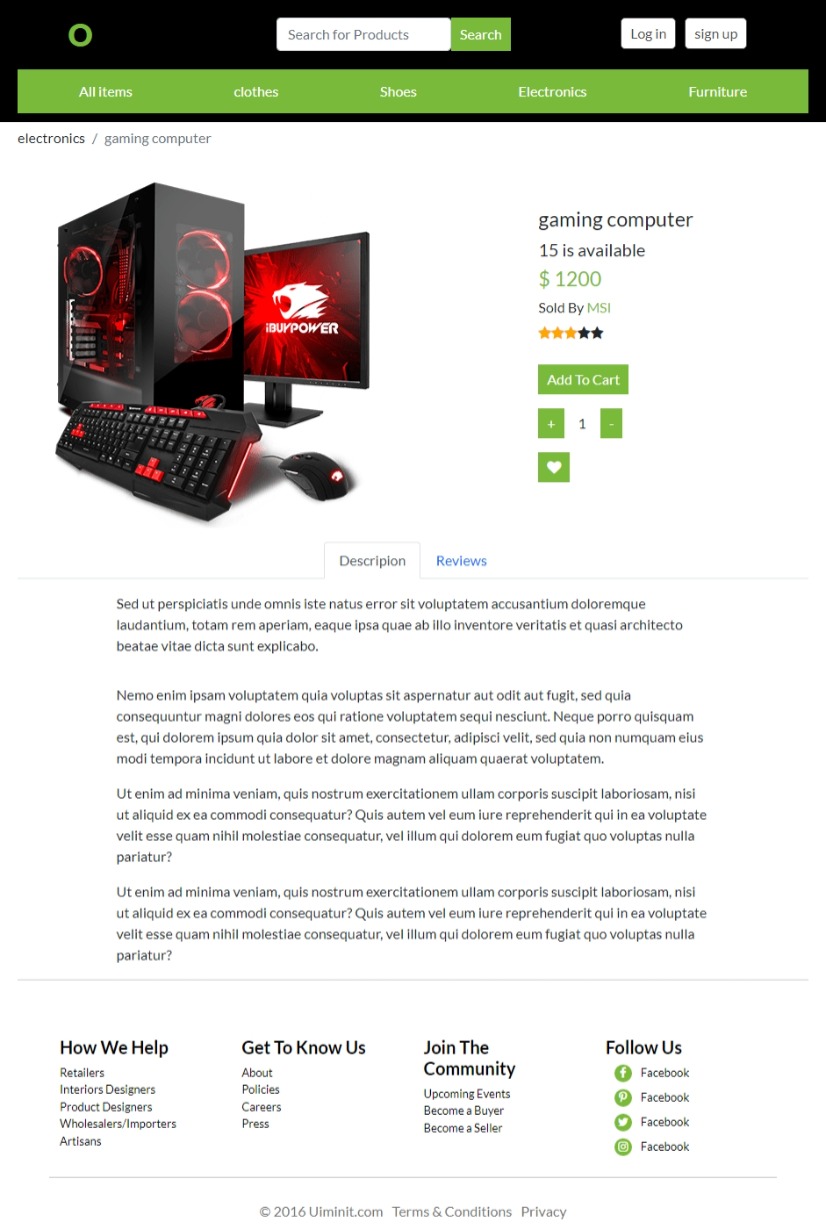 O
Search for Products
Search
Log in
sign up
All items
clothes
Shoes
Electronics
Furniture
electronics / gaming computer
gaming computer
15 is available
$ 1200
Sold By MSI
iBUYPOWER
Add To Cart
+ 1 -
Descripion
Reviews
Sed ut perspiciatis unde omnis iste natus error sit voluptatem accusantium doloremque
laudantium, totam rem aperiam, eaque ipsa quae ab illo inventore veritatis et quasi architecto
beatae vitae dicta sunt explicabo.
Nemo enim ipsam voluptatem quia voluptas sit aspernatur aut odit aut fugit, sed quia
consequuntur magni dolores eos qui ratione voluptatem sequi nesciunt. Neque porro quisquam
est, qui dolorem ipsum quia dolor sit amet, consectetur, adipisci velit, sed quia non numquam eius
modi tempora incidunt ut labore et dolore magnam aliquam quaerat voluptatem.
Ut enim ad minima veniam, quis nostrum exercitationem ullam corporis suscipit laboriosam, nisi
ut aliquid ex ea commodi consequatur? Quis autem vel eum iure reprehenderit qui in ea voluptate
velit esse quam nihil molestiae consequatur, vel illum qui dolorem eum fugiat quo voluptas nulla
pariatur?
Ut enim ad minima veniam, quis nostrum exercitationem ullam corporis suscipit laboriosam, nisi
ut aliquid ex ea commodi consequatur? Quis autem vel eum iure reprehenderit qui in ea voluptate
velit esse quam nihil molestiae consequatur, vel illum qui dolorem eum fugiat quo voluptas nulla
pariatur?
How We Help
Retailers
Interiors Designers
Product Designers
Wholesalers/Importers
Artisans
Get To Know Us
About
Policies
Careers
Press
Join The
Community
Upcoming Events
Become a Buyer
Become a Seller
Follow Us
Facebook
Facebook
Facebook
Facebook
© 2016 Uiminit.com Terms & Conditions Privacy